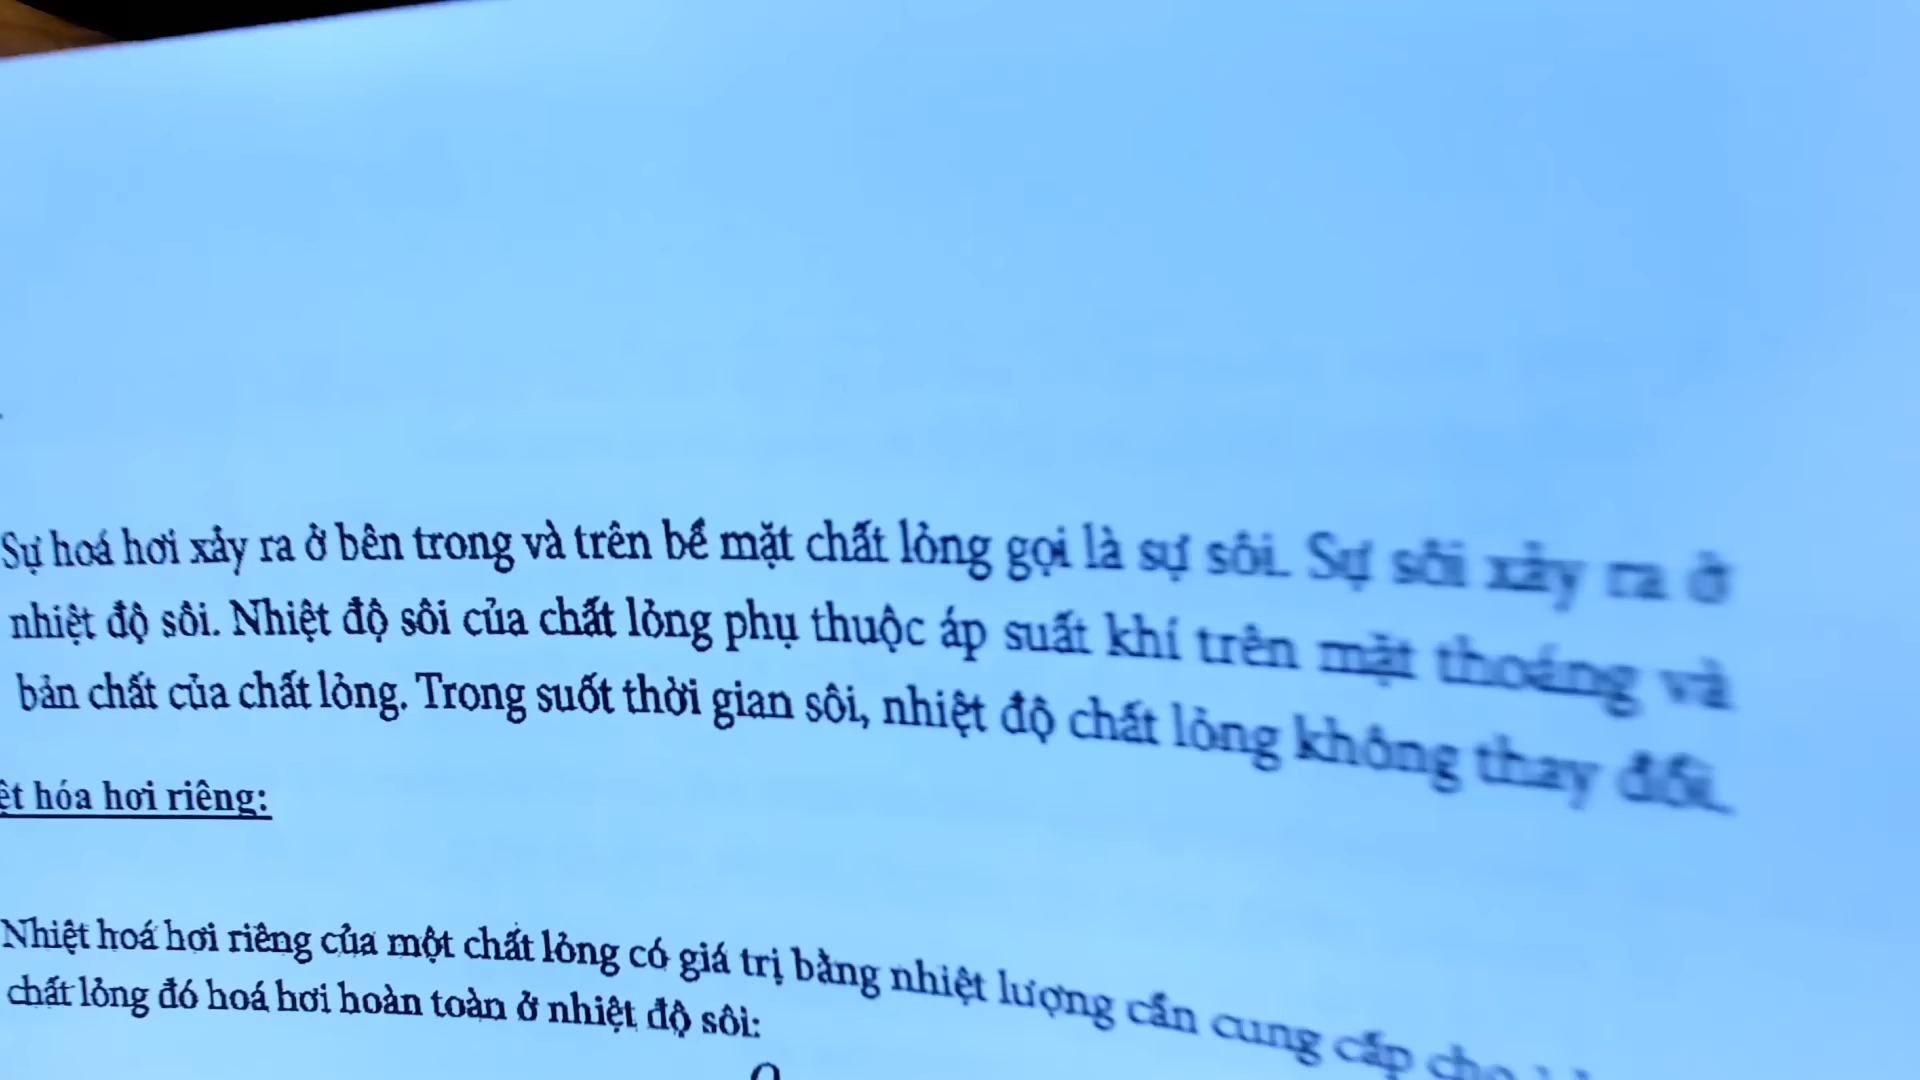 Sự hoá hơi xảy ra ở bên trong và trên bề mặt chất lỏng gọi là sự sôi. Sự sôi xảy ra ở
nhiệt độ sôi. Nhiệt độ sôi của chất lỏng phụ thuộc áp suất khí trên mặt thoáng và
bản chất của chất lỏng. Trong suốt thời gian sôi, nhiệt độ chất lỏng không thay đổi.
hóa hơi riêng:
Nhiệt hoá hơi riêng của một chất lỏng có giá trị bằng nhiệt lượng cần cung cấp cho
chất lỏng đó hoá hơi hoàn toàn ở nhiệt độ sôi: